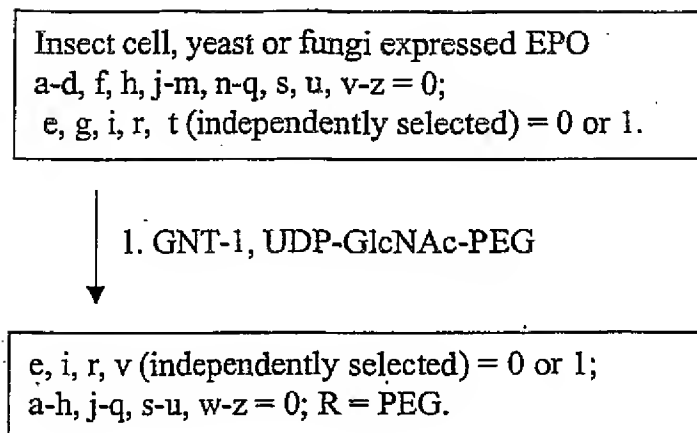 Insect cell, yeast or fungi expressed EPO
a-d, f, h, j-m, n-q, s, u, v-z = 0;
e, g, i, r, t (independently selected) = 0 or 1.
1. GNT-1, UDP-GlcNAc-PEG
e, i, r, v (independently selected) = 0 or 1;
a-h, j-q, s-u, w-z = 0; R = PEG.